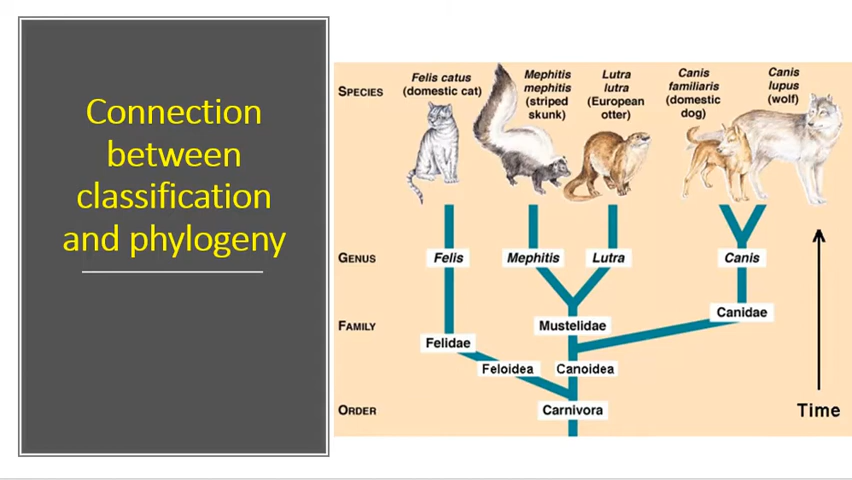 Connection
between
classification
and phylogeny
SPECIES
Felis catus
(domestic cat)
Mephitis
mephitis
(striped
skunk)
Lutra
lutra
(European
otter)
Canis
familiaris
(domestic
dog)
Canis
lupus
(wolf)
GENUS
Felis
Mephitis
Lutra
Canis
FAMILY
Felidae
Mustelidae
Canidae
Feloidea
Canoidea
ORDER
Carnivora
Time